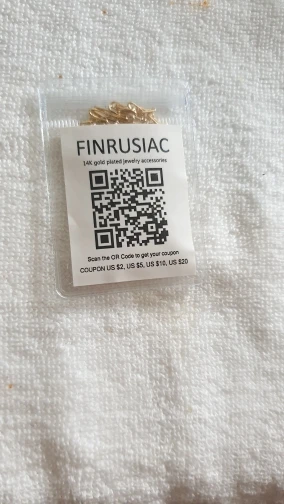 FINRUSIAC
14K gold plated jewelry accessories
Scan the QR Code to get your coupon
COUPON US $2, US $5, US $10, US $20